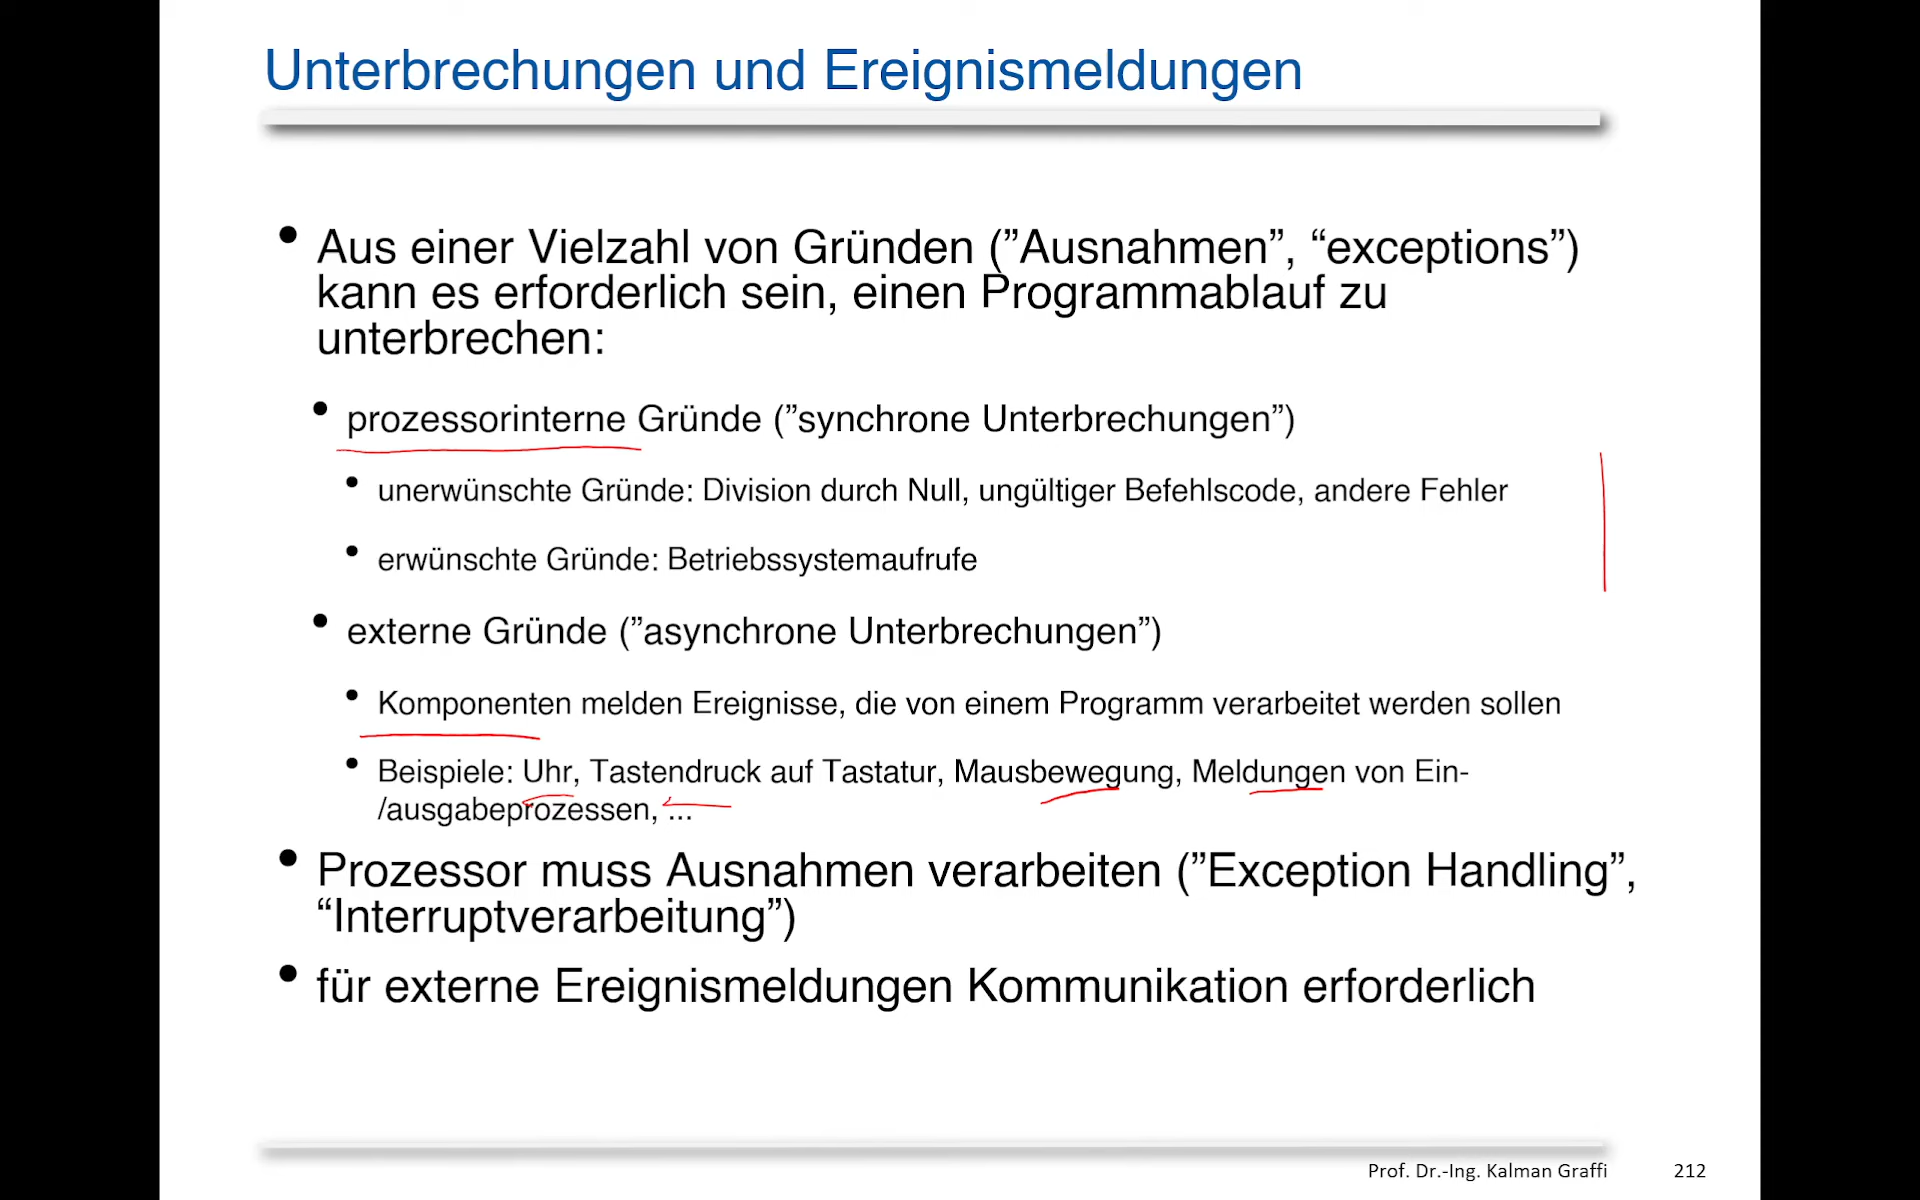 Unterbrechungen und Ereignismeldungen
• Aus einer Vielzahl von Gründen (”Ausnahmen”, “exceptions”)
kann es erforderlich sein, einen Programmablauf zu
unterbrechen:
• prozessorinterne Gründe (”synchrone Unterbrechungen”)
• unerwünschte Gründe: Division durch Null, ungültiger Befehlscode, andere Fehler
• erwünschte Gründe: Betriebssystemaufrufe
• externe Gründe (”asynchrone Unterbrechungen”)
• Komponenten melden Ereignisse, die von einem Programm verarbeitet werden sollen
• Beispiele: Uhr, Tastendruck auf Tastatur, Mausbewegung, Meldungen von Ein-
/ausgabeprozessen, ...
• Prozessor muss Ausnahmen verarbeiten (”Exception Handling”,
“Interruptverarbeitung”)
• für externe Ereignismeldungen Kommunikation erforderlich
Prof. Dr.-Ing. Kalman Graffi 212